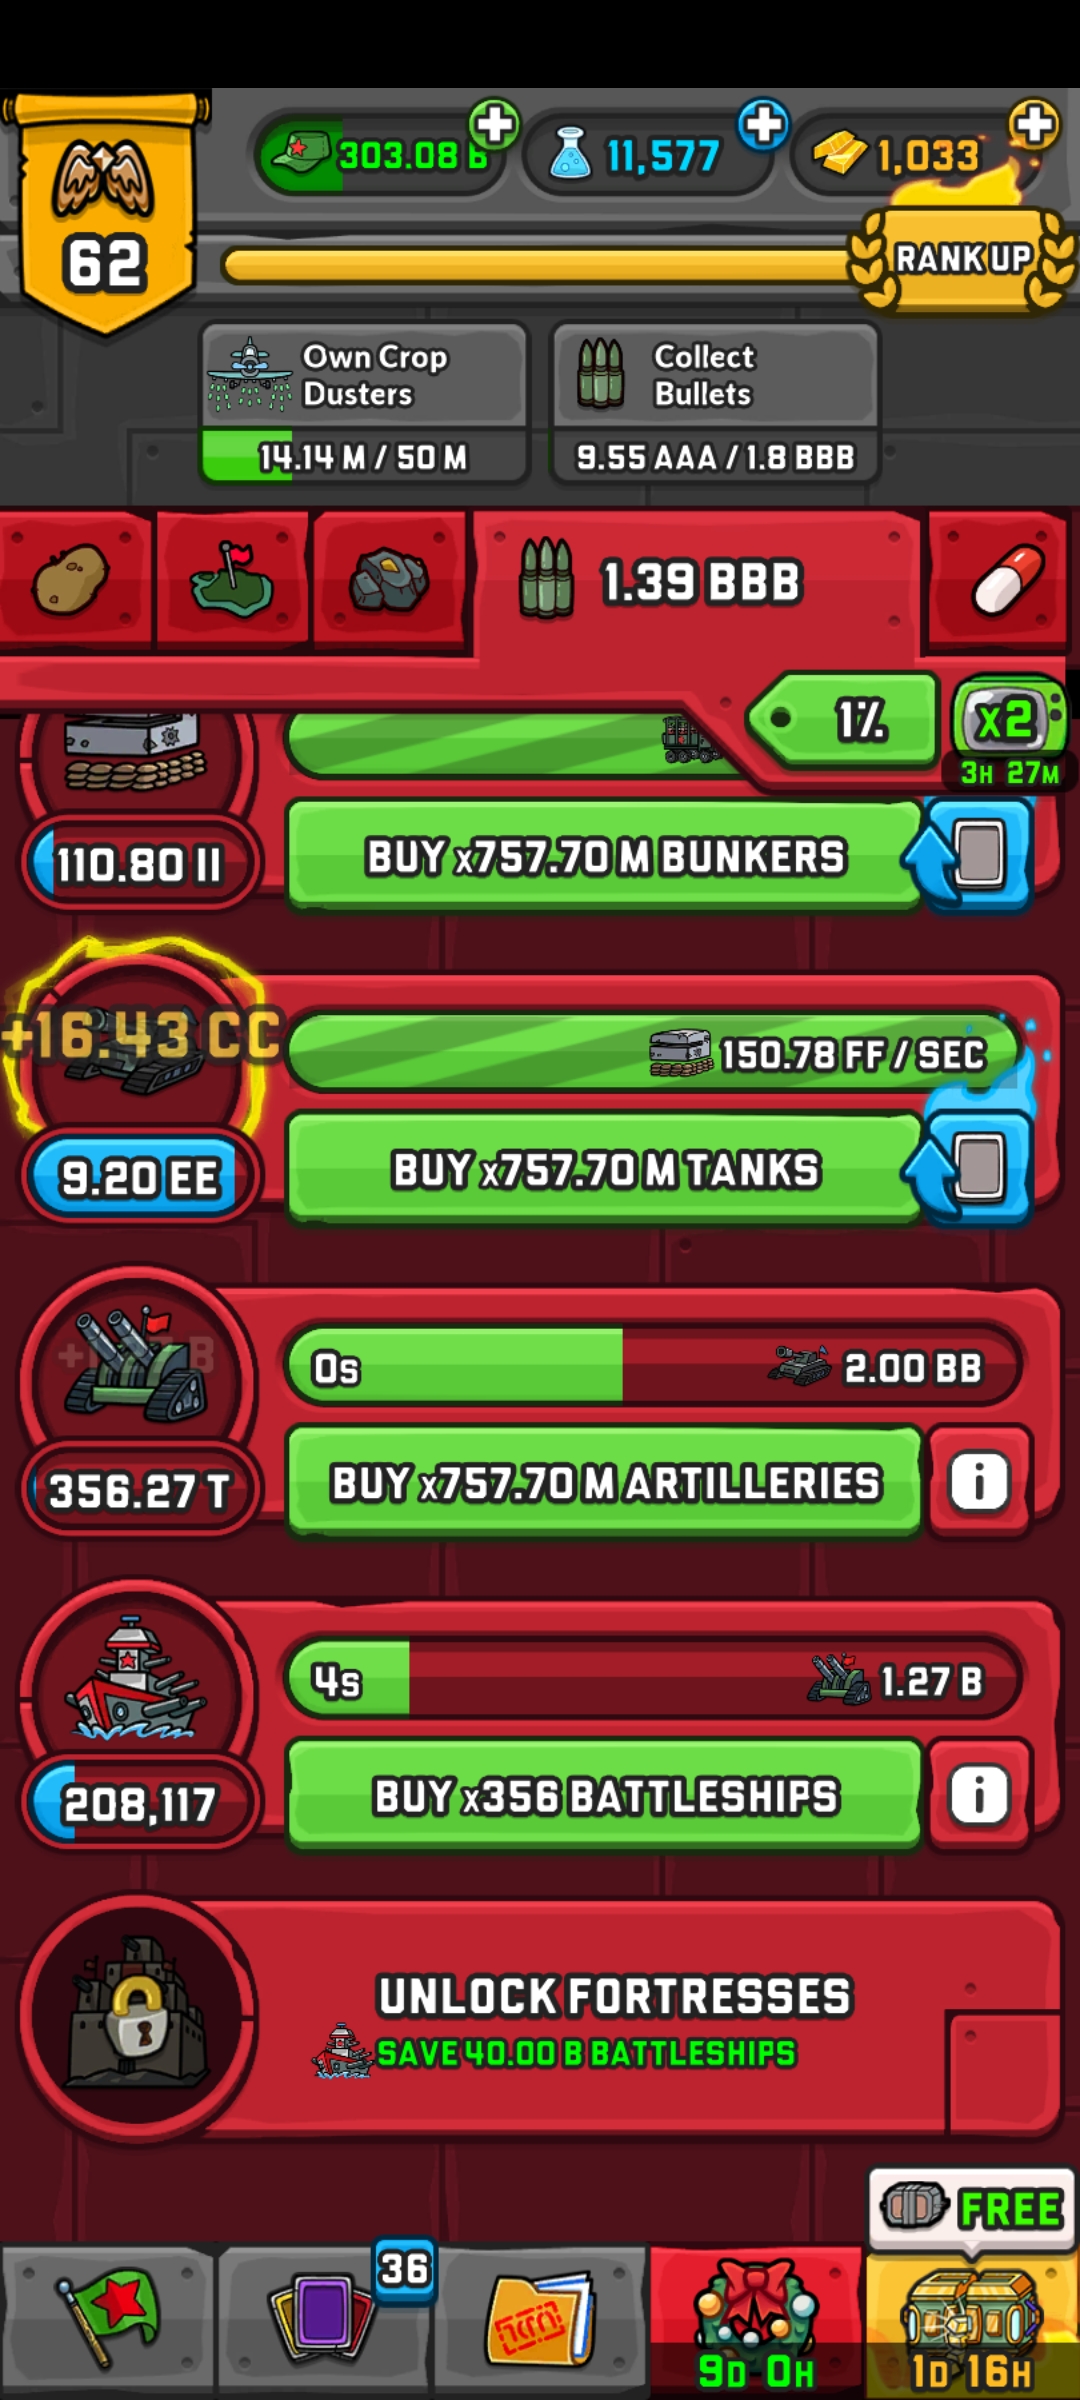 303.08 B
11,577
1,033
62
RANK UP
Own Crop
Dusters
14.14 M / 50 M
Collect
Bullets
9.55 AAA / 1.8 BBB
1.39 BBB
1%
x2
3H 27M
110.80 II
BUY x757.70 M BUNKERS
+16.43 CC
150.78 FF / SEC
9.20 EE
BUY x757.70 M TANKS
0s
2.00 BB
356.27 T
BUY x757.70 M ARTILLERIES
i
4s
1.27 B
208,117
BUY x356 BATTLESHIPS
i
UNLOCK FORTRESSES
SAVE 40.00 B BATTLESHIPS
FREE
36
9D 0H
1D 16H